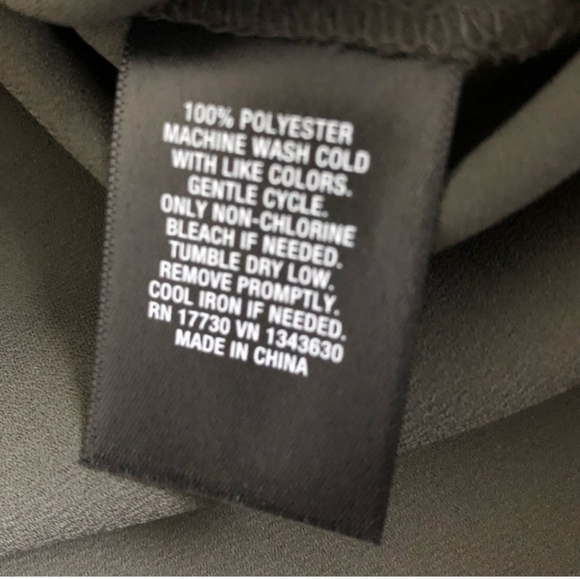 100% POLYESTER
MACHINE WASH COLD
WITH LIKE COLORS.
GENTLE CYCLE.
ONLY NON-CHLORINE
BLEACH IF NEEDED.
TUMBLE DRY LOW.
REMOVE PROMPTLY.
COOL IRON IF NEEDED.
RN 17730 VN 1343630
MADE IN CHINA